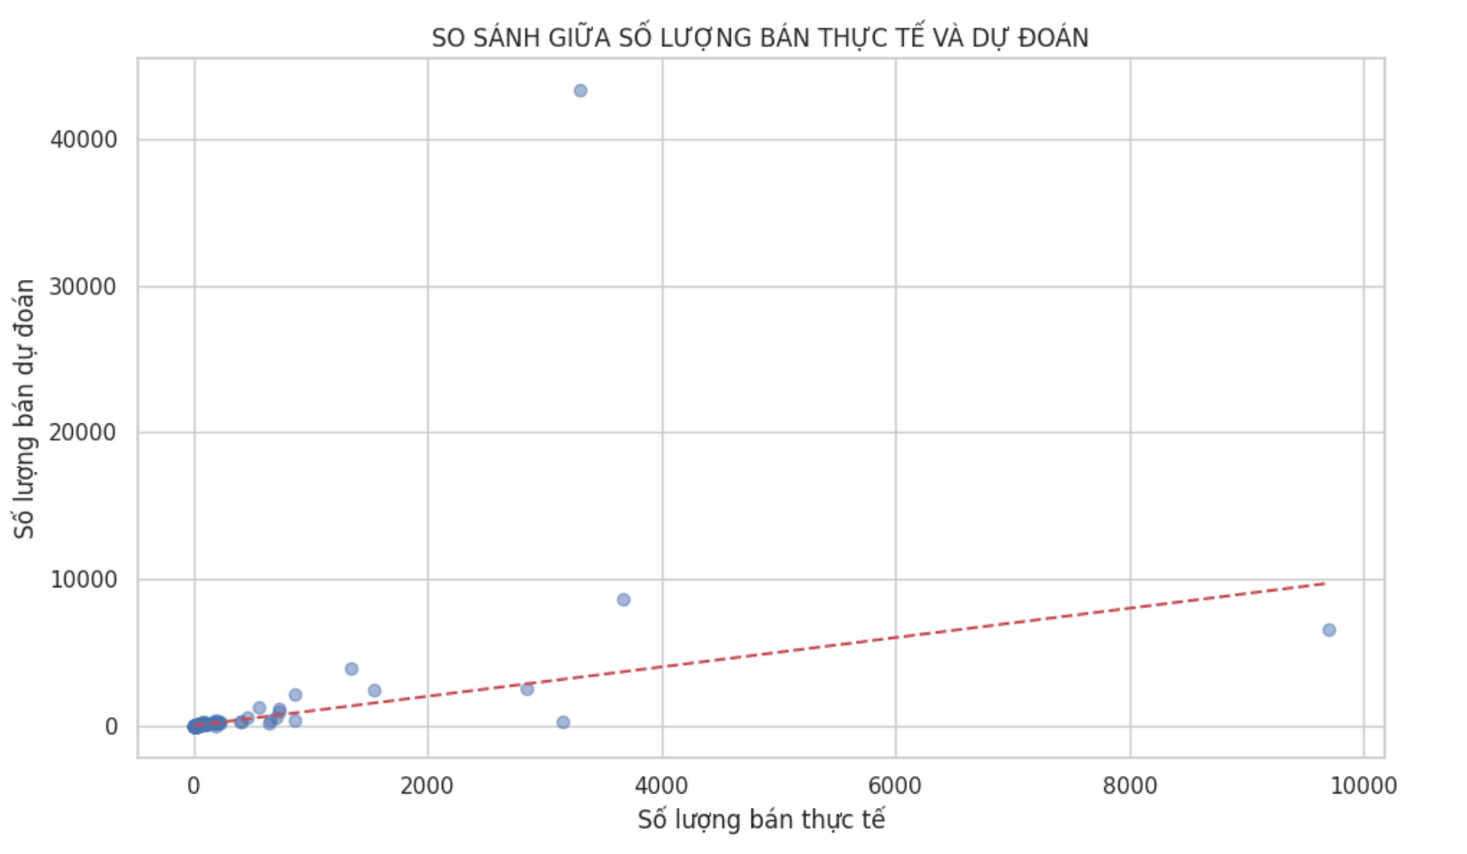 SO SÁNH GIỮA SỐ LƯỢNG BÁN THỰC TẾ VÀ DỰ ĐOÁN
Số lượng bán dự đoán
40000
30000
20000
10000
0
0 2000 4000 6000 8000 10000
Số lượng bán thực tế